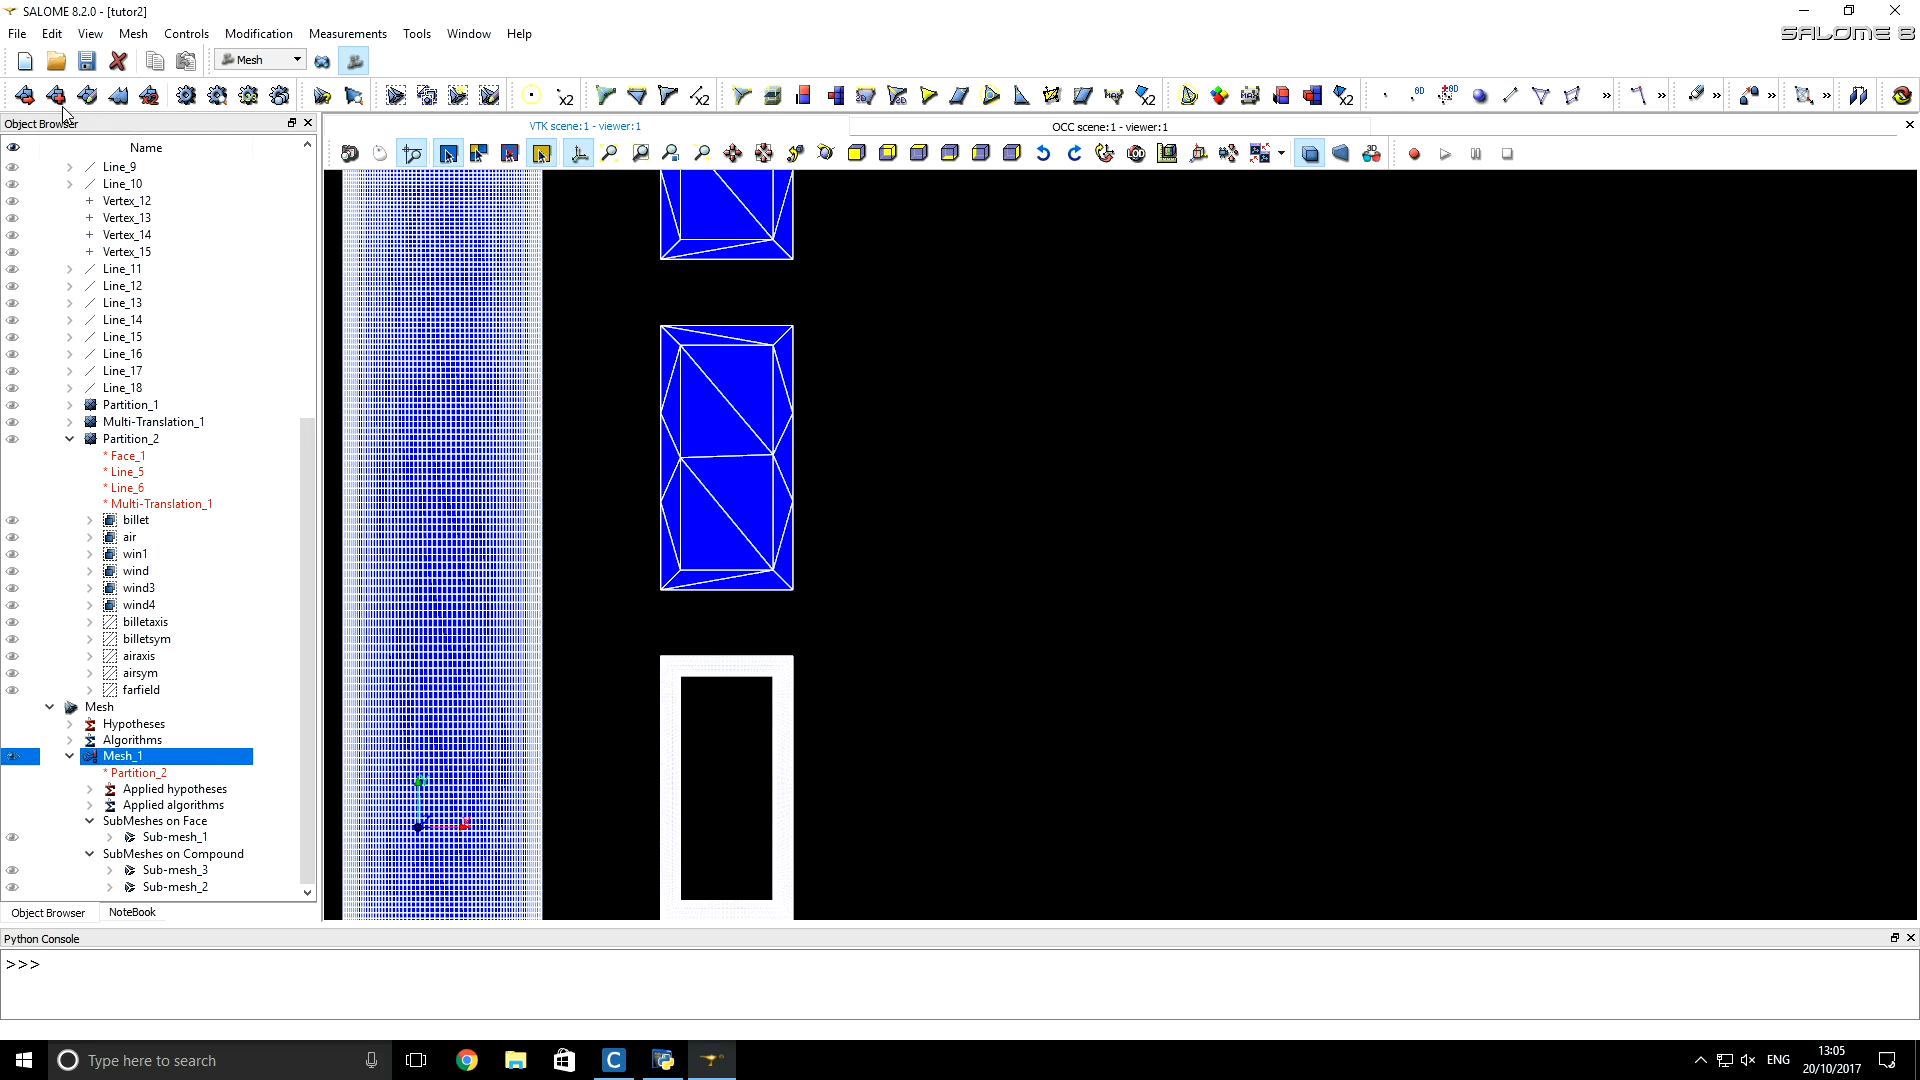 SALOME 8.2.0 - [tutor2]
File Edit View Mesh Controls Modification Measurements Tools Window Help
SALOME 8
Mesh
Object Browser
VTK scene:1 - viewer:1
OCC scene:1 - viewer:1
Name
Line_9
Line_10
Vertex_12
Vertex_13
Vertex_14
Vertex_15
Line_11
Line_12
Line_13
Line_14
Line_15
Line_16
Line_17
Line_18
Partition_1
Multi-Translation_1
Partition_2
* Face_1
* Line_5
* Line_6
* Multi-Translation_1
billet
air
win1
wind
wind3
wind4
billetaxis
billetsym
airaxis
airsym
farfield
Mesh
Hypotheses
Algorithms
Mesh_1
* Partition_2
Applied hypotheses
Applied algorithms
SubMeshes on Face
Sub-mesh_1
SubMeshes on Compound
Sub-mesh_3
Sub-mesh_2
Object Browser NoteBook
Python Console
>>>
Type here to search
ENG
13:05
20/10/2017